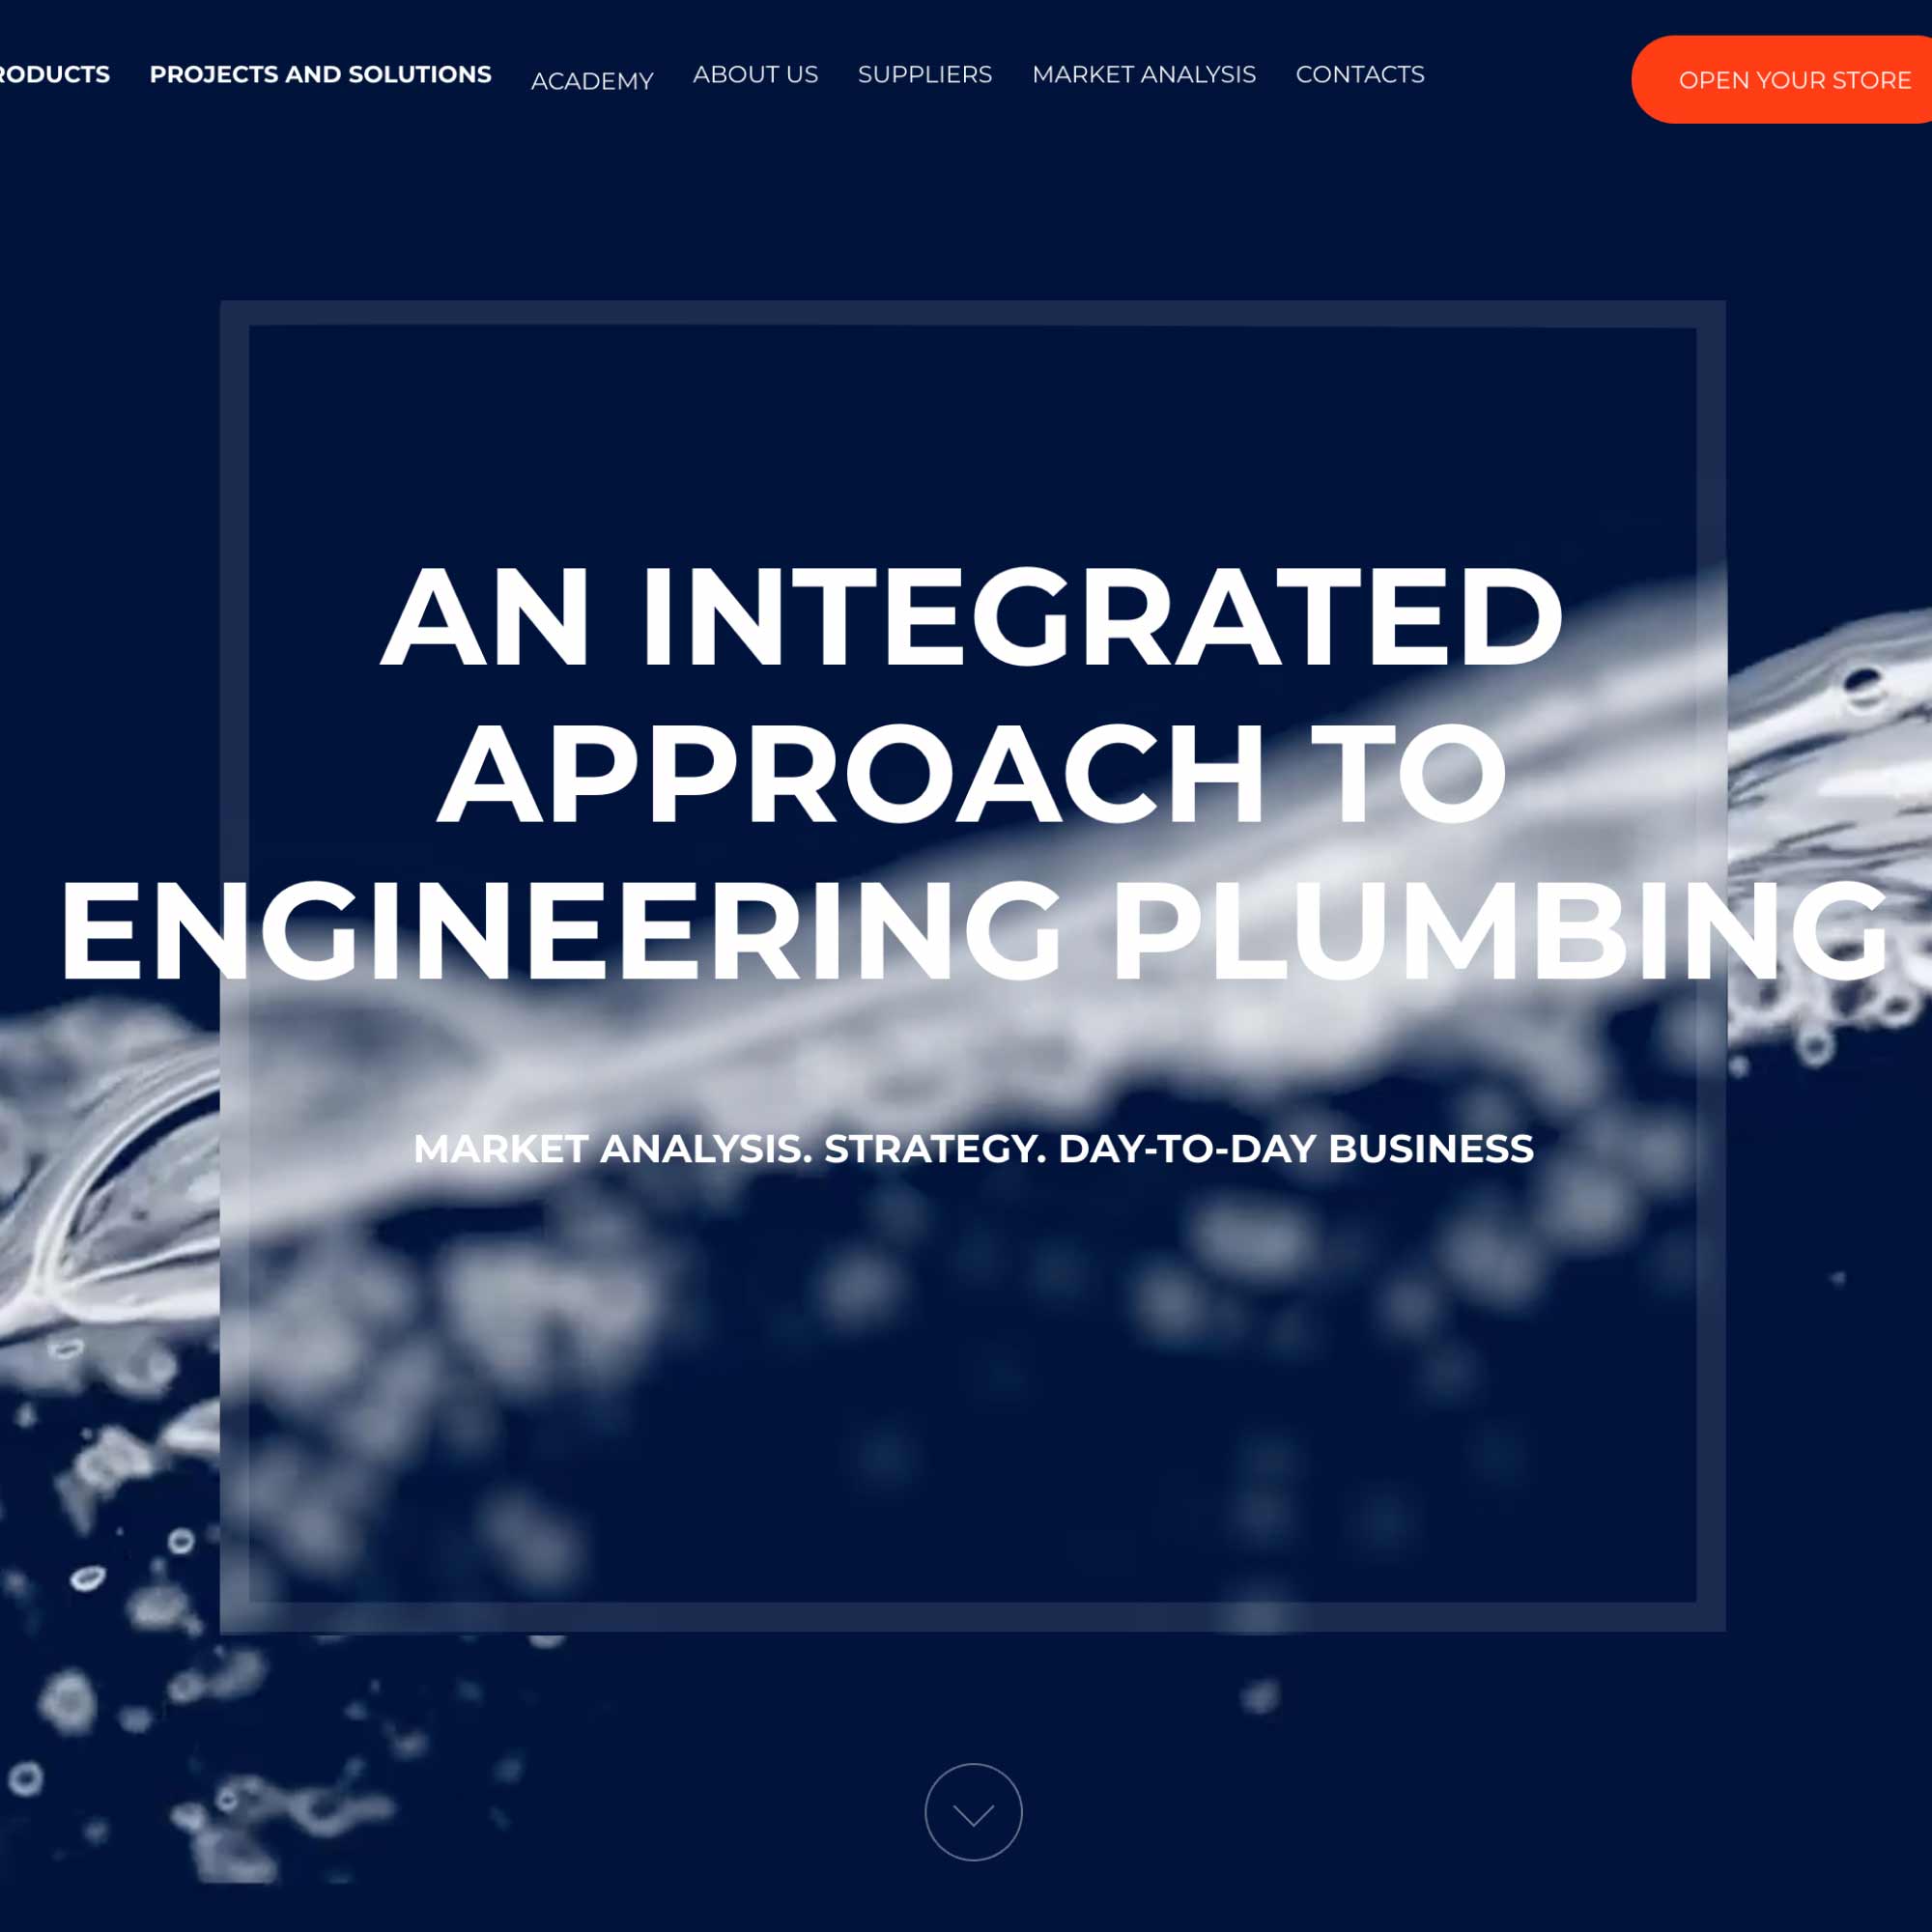 RODUCTS PROJECTS AND SOLUTIONS ACADEMY ABOUT US SUPPLIERS MARKET ANALYSIS CONTACTS OPEN YOUR STORE
AN INTEGRATED
APPROACH TO
ENGINEERING PLUMBING
MARKET ANALYSIS. STRATEGY. DAY-TO-DAY BUSINESS